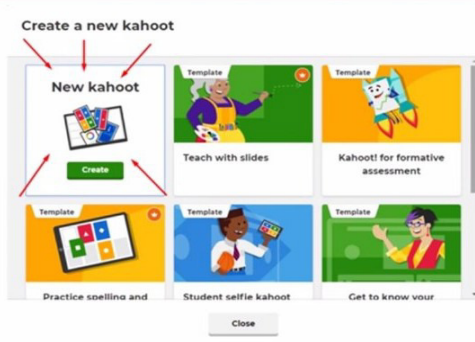 Create a new kahoot
New kahoot
Create
Template
Teach with slides
Template
Kahoot! for formative
assessment
Template
Practice spelling and
Template
Student selfie kahoot
Template
Get to know your
Close